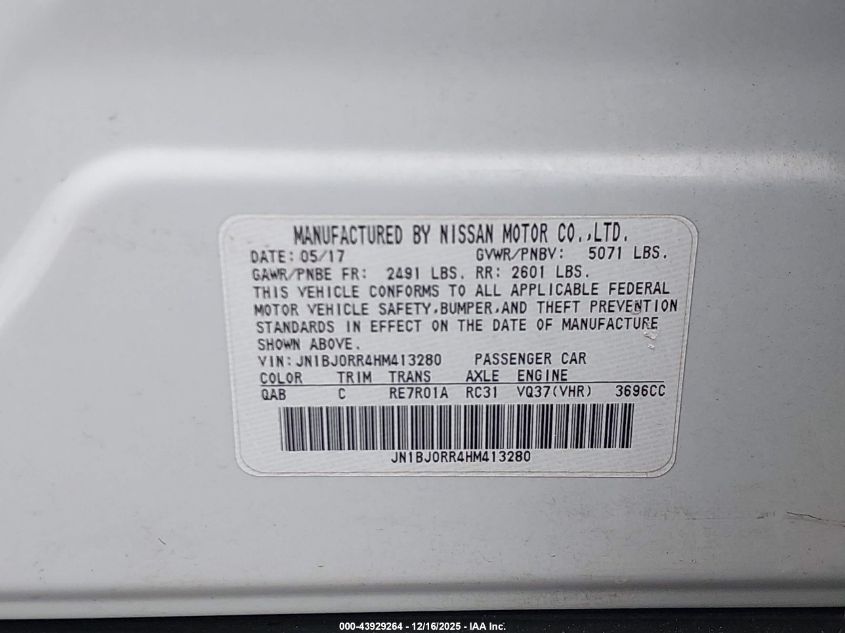 MANUFACTURED BY NISSAN MOTOR CO.,LTD.
DATE: 05/17 GVWR/PNBV: 5071 LBS.
GAWR/PNBE FR: 2491 LBS. RR: 2601 LBS.
THIS VEHICLE CONFORMS TO ALL APPLICABLE FEDERAL
MOTOR VEHICLE SAFETY,BUMPER,AND THEFT PREVENTION
STANDARDS IN EFFECT ON THE DATE OF MANUFACTURE
SHOWN ABOVE.
VIN:JN1BJ0RR4HM413280 PASSENGER CAR
COLOR TRIM TRANS AXLE ENGINE
QAB C RE7R01A RC31 VQ37(VHR) 3696CC
JN1BJ0RR4HM413280
000-43929264 - 12/16/2025 - IAA Inc.